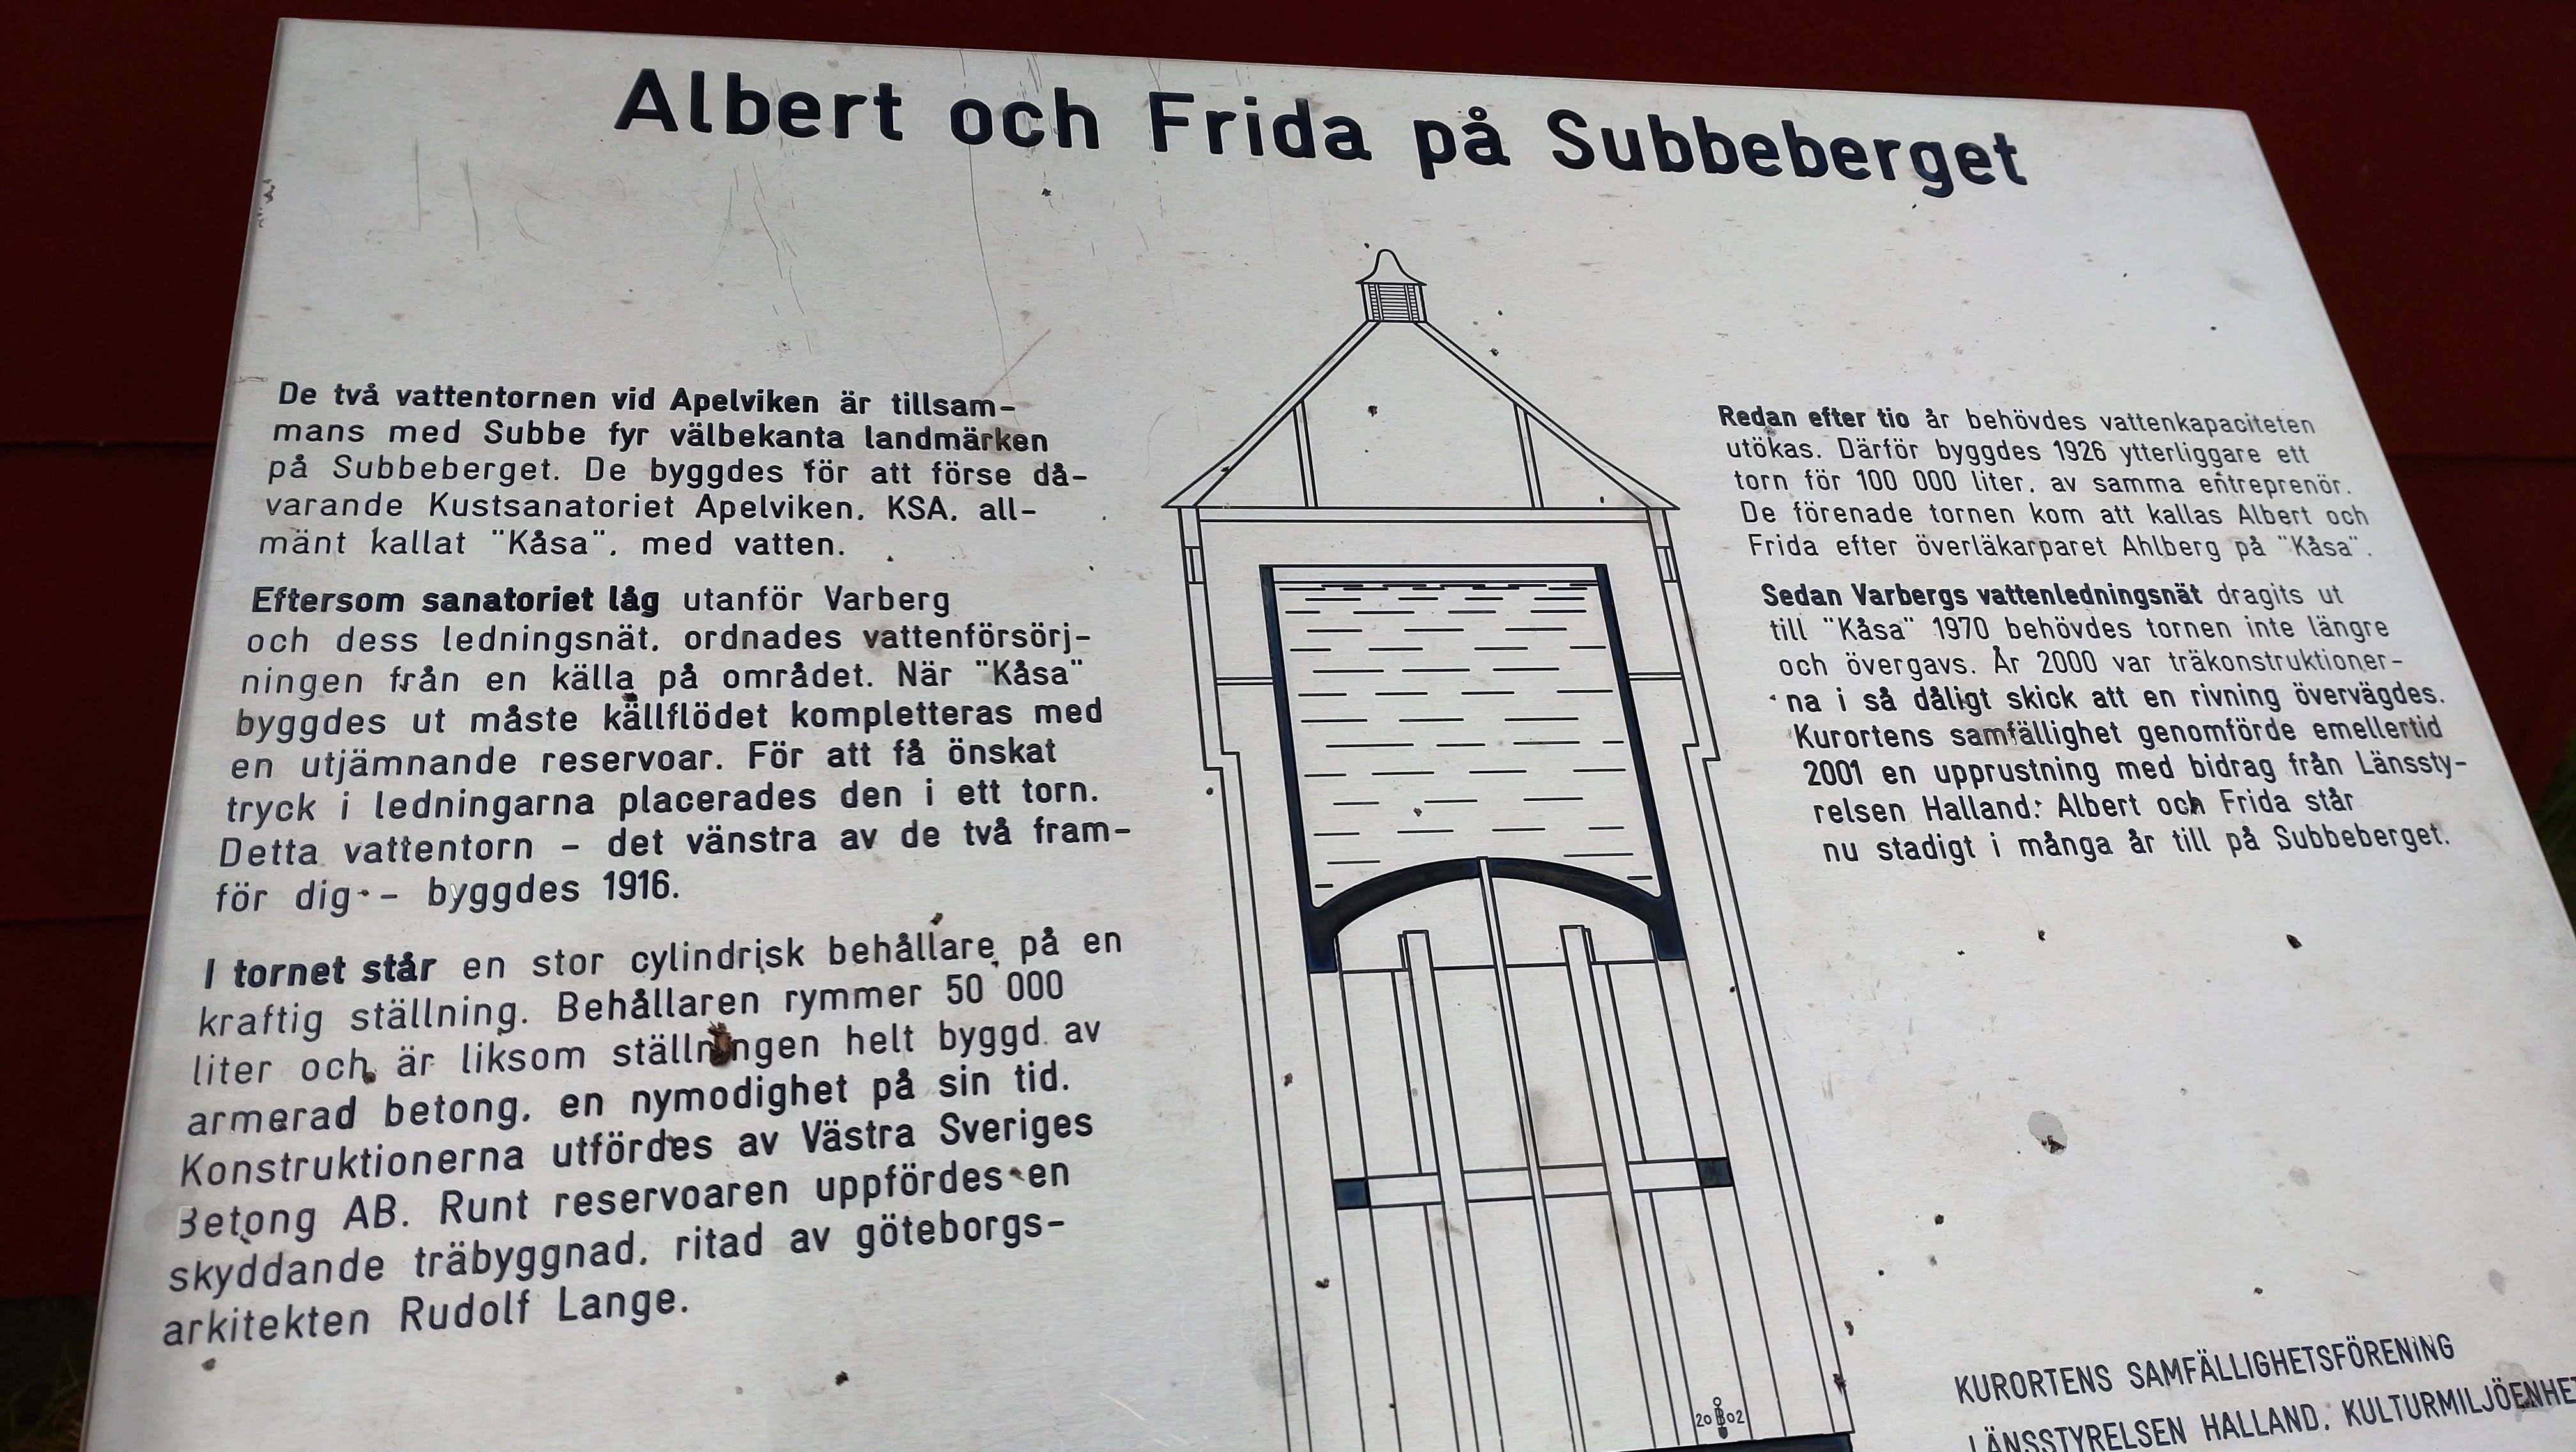 Albert och Frida på Subbeberget
De två vattentornen vid Apelviken är tillsam-
mans med Subbe fyr välbekanta landmärken
på Subbeberget. De byggdes för att förse då-
varande Kustsanatoriet Apelviken, KSA, all-
mänt kallat "Kåsa", med vatten.
Eftersom sanatoriet låg utanför Varberg
och dess ledningsnät, ordnades vattenförsörj-
ningen från en källa på området. När "Kåsa"
byggdes ut måste källflödet kompletteras med
en utjämnande reservoar. För att få önskat
tryck i ledningarna placerades den i ett torn.
Detta vattentorn – det vänstra av de två fram-
för dig – byggdes 1916.
I tornet står en stor cylindrisk behållare på en
kraftig ställning. Behållaren rymmer 50 000
liter och är liksom ställningen helt byggd av
armerad betong, en nymodighet på sin tid.
Konstruktionerna utfördes av Västra Sveriges
Betong AB. Runt reservoaren uppfördes en
skyddande träbyggnad, ritad av göteborgs-
arkitekten Rudolf Lange.
Redan efter tio år behövdes vattenkapaciteten
utökas. Därför byggdes 1926 ytterliggare ett
torn för 100 000 liter, av samma entreprenör.
De förenade tornen kom att kallas Albert och
Frida efter överläkarparet Ahlberg på "Kåsa".
Sedan Varbergs vattenledningsnät dragits ut
till "Kåsa" 1970 behövdes tornen inte längre
och övergavs. År 2000 var träkonstruktioner-
na i så dåligt skick att en rivning övervägdes.
Kurortens samfällighet genomförde emellertid
2001 en upprustning med bidrag från Länssty-
relsen Halland: Albert och Frida står
nu stadigt i många år till på Subbeberget.
2002
KURORTENS SAMFÄLLIGHETSFÖRENING
LÄNSSTYRELSEN HALLAND, KULTURMILJÖENHE